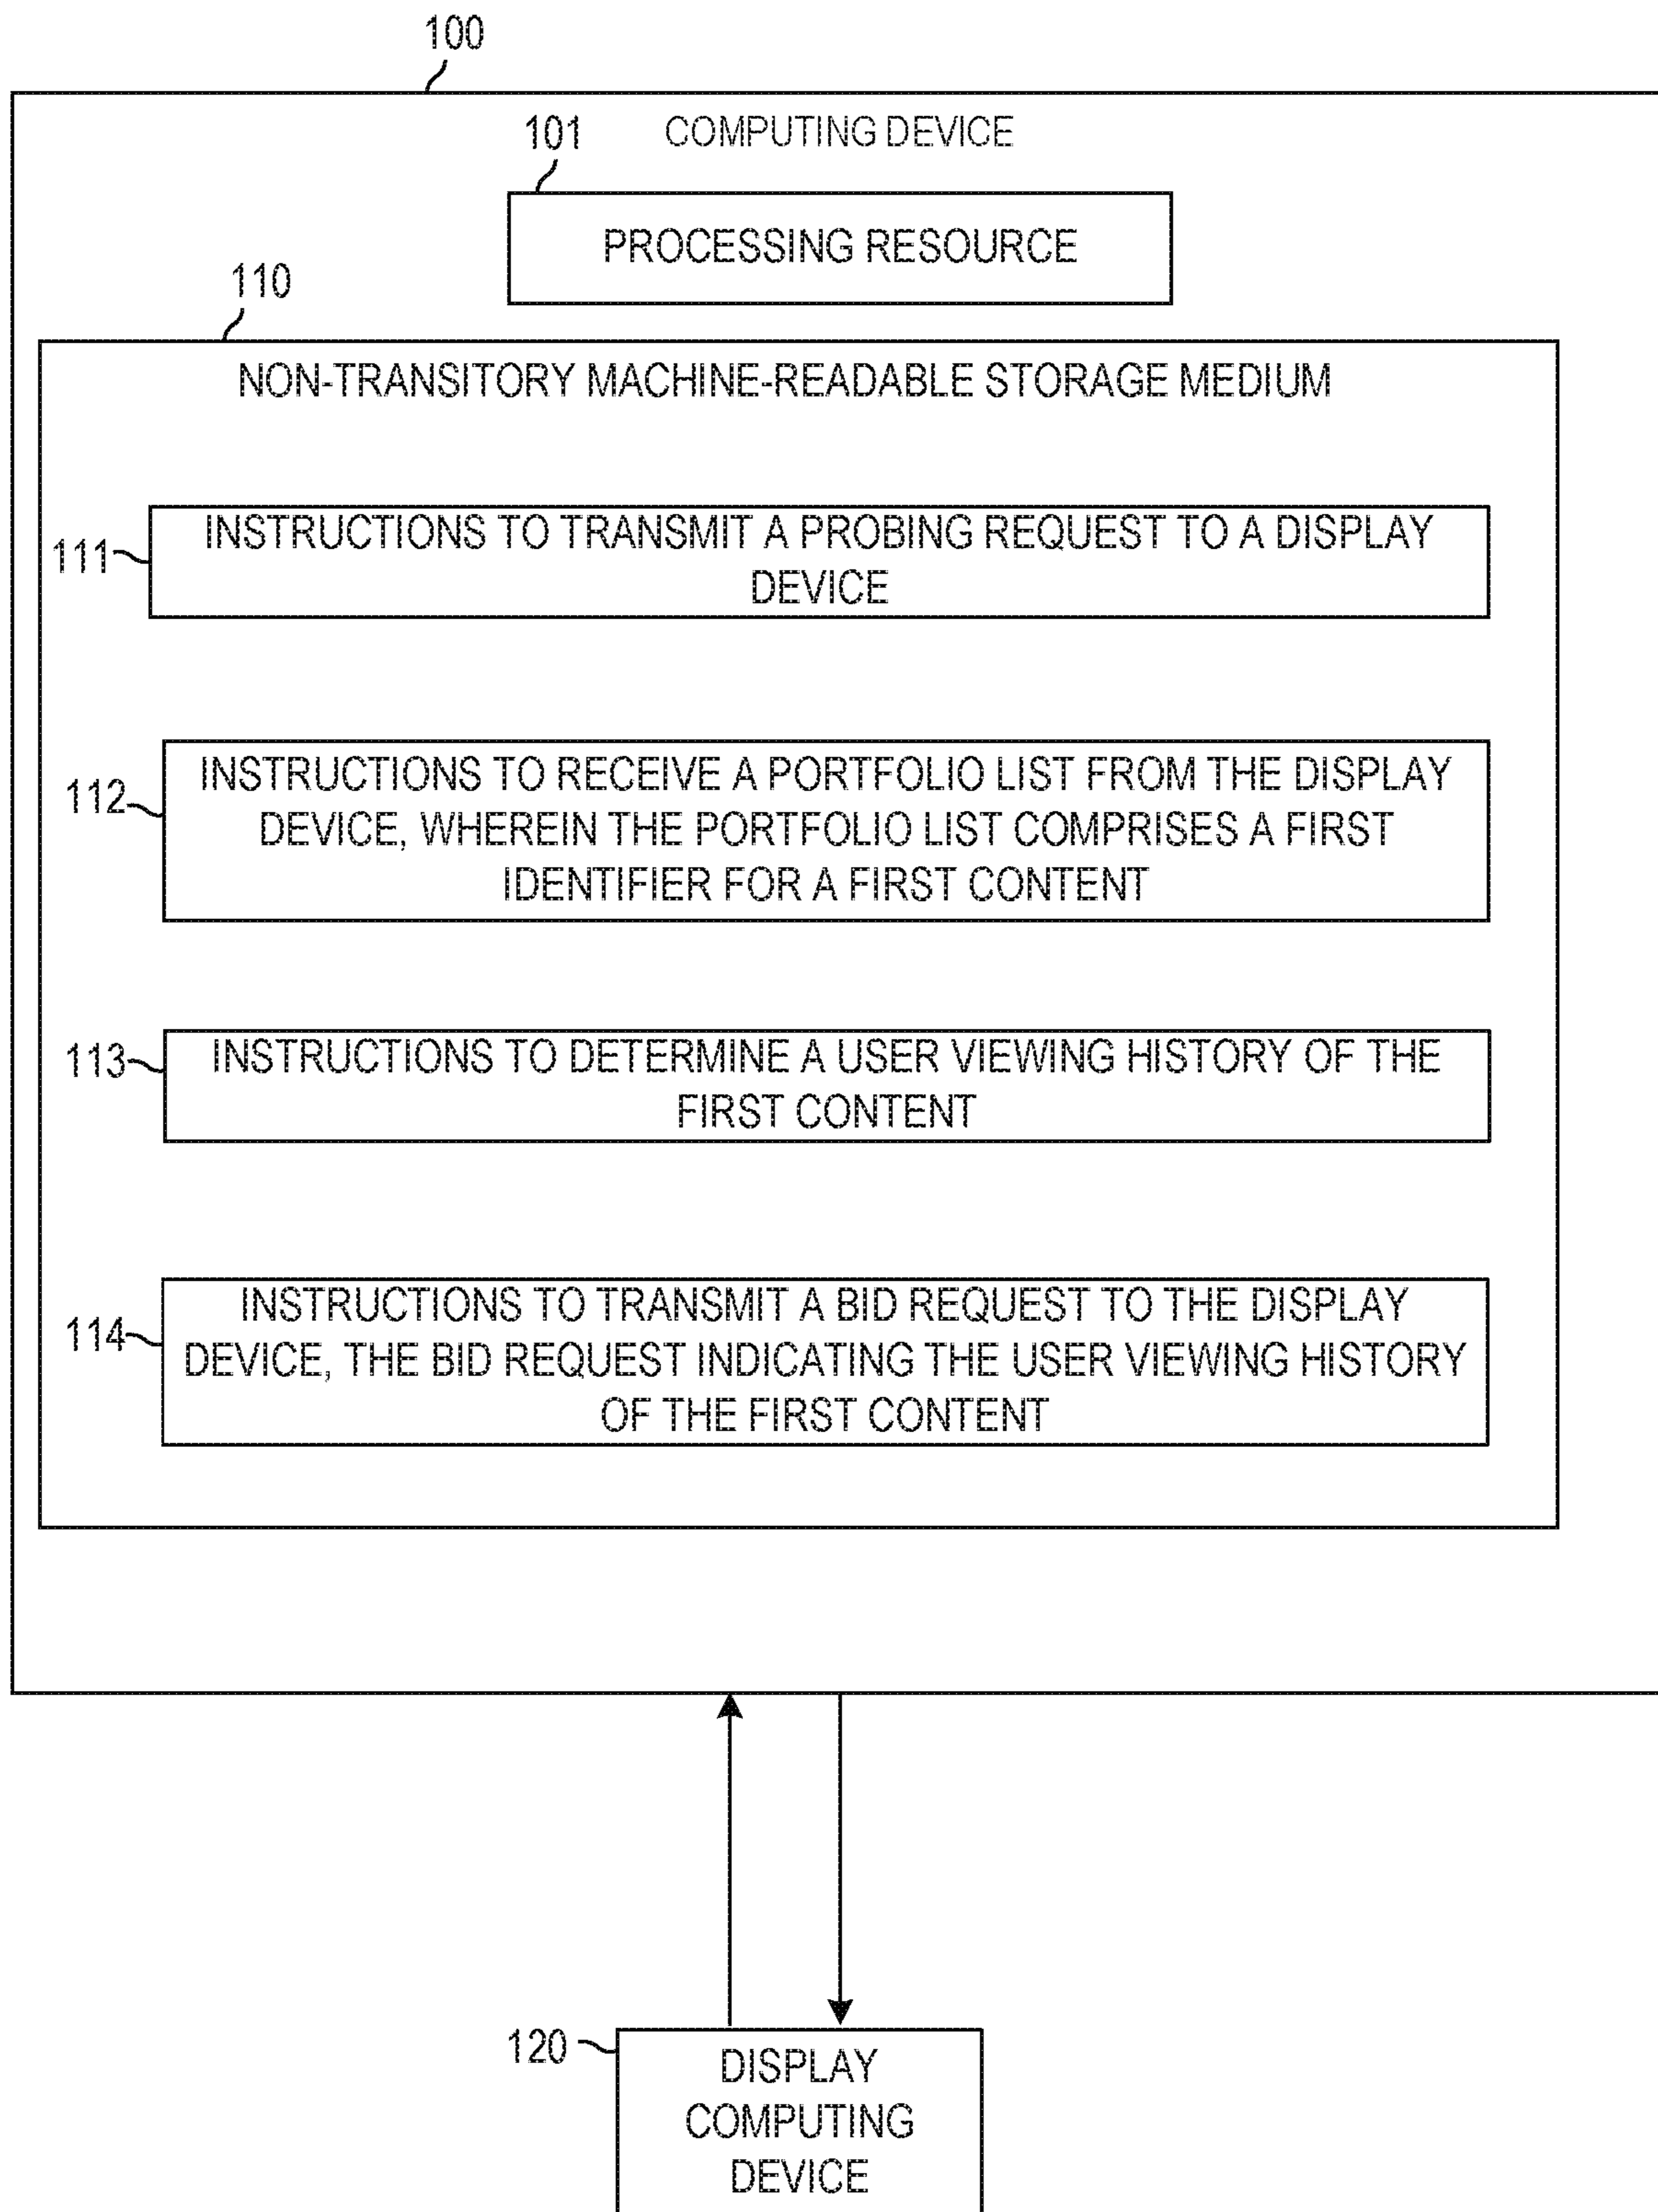 100
COMPUTING DEVICE
101
PROCESSING RESOURCE
110
NON-TRANSITORY MACHINE-READABLE STORAGE MEDIUM
111
INSTRUCTIONS TO TRANSMIT A PROBING REQUEST TO A DISPLAY
DEVICE
112
INSTRUCTIONS TO RECEIVE A PORTFOLIO LIST FROM THE DISPLAY
DEVICE, WHEREIN THE PORTFOLIO LIST COMPRISES A FIRST
IDENTIFIER FOR A FIRST CONTENT
113
INSTRUCTIONS TO DETERMINE A USER VIEWING HISTORY OF THE
FIRST CONTENT
114
INSTRUCTIONS TO TRANSMIT A BID REQUEST TO THE DISPLAY
DEVICE, THE BID REQUEST INDICATING THE USER VIEWING HISTORY
OF THE FIRST CONTENT
120
DISPLAY
COMPUTING
DEVICE